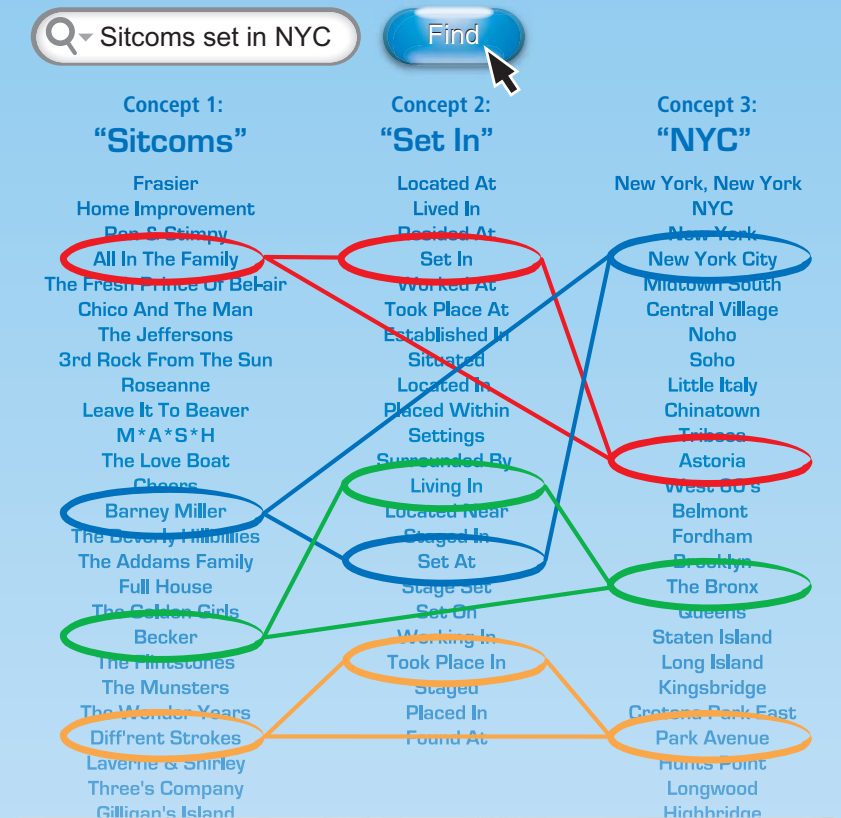 Sitcoms set in NYC
Find
Concept 1:
“Sitcoms”
Frasier
Home Improvement
Ren & Stimpy
All In The Family
The Fresh Prince Of Bel-air
Chico And The Man
The Jeffersons
3rd Rock From The Sun
Roseanne
Leave It To Beaver
M*A*S*H
The Love Boat
Cheers
Barney Miller
The Beverly Hillbillies
The Addams Family
Full House
The Golden Girls
Becker
The Flintstones
The Munsters
The Wonder Years
Diff'rent Strokes
Laverne & Shirley
Three's Company
Gilligan's Island
Concept 2:
“Set In”
Located At
Lived In
Resided At
Set In
Worked At
Took Place At
Established In
Situated
Located In
Placed Within
Settings
Surrounded By
Living In
Located Near
Staged In
Set At
Stage Set
Set On
Working In
Took Place In
Staged
Placed In
Found At
Concept 3:
“NYC”
New York, New York
NYC
New York
New York City
Midtown South
Central Village
Noho
Soho
Little Italy
Chinatown
Tribeca
Astoria
West 60's
Belmont
Fordham
Brooklyn
The Bronx
Queens
Staten Island
Long Island
Kingsbridge
Crotona Park East
Park Avenue
Hunts Point
Longwood
Highbridge